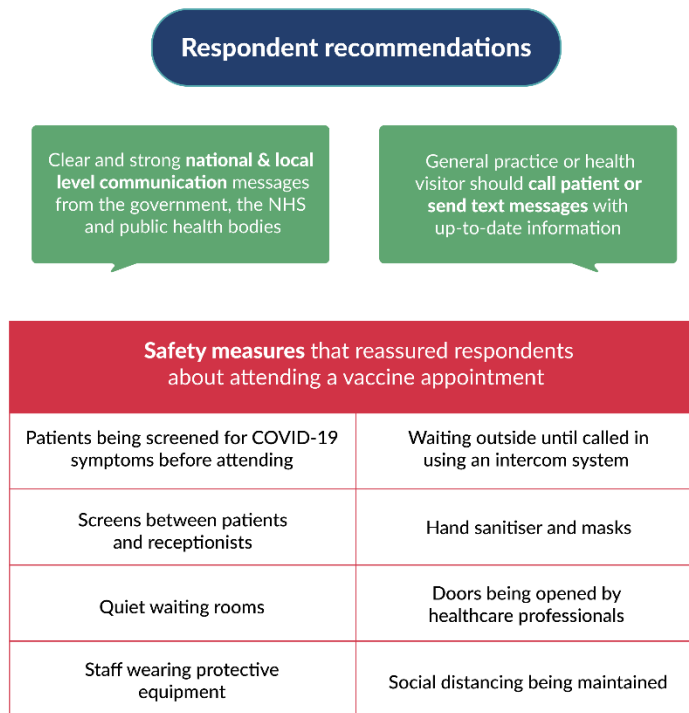 Respondent recommendations
Clear and strong national & local
level communication messages
from the government, the NHS
and public health bodies
General practice or health
visitor should call patient or
send text messages with
up-to-date information
Safety measures that reassured respondents
about attending a vaccine appointment
Patients being screened for COVID-19
symptoms before attending
Waiting outside until called in
using an intercom system
Screens between patients
and receptionists
Hand sanitiser and masks
Quiet waiting rooms
Doors being opened by
healthcare professionals
Staff wearing protective
equipment
Social distancing being maintained